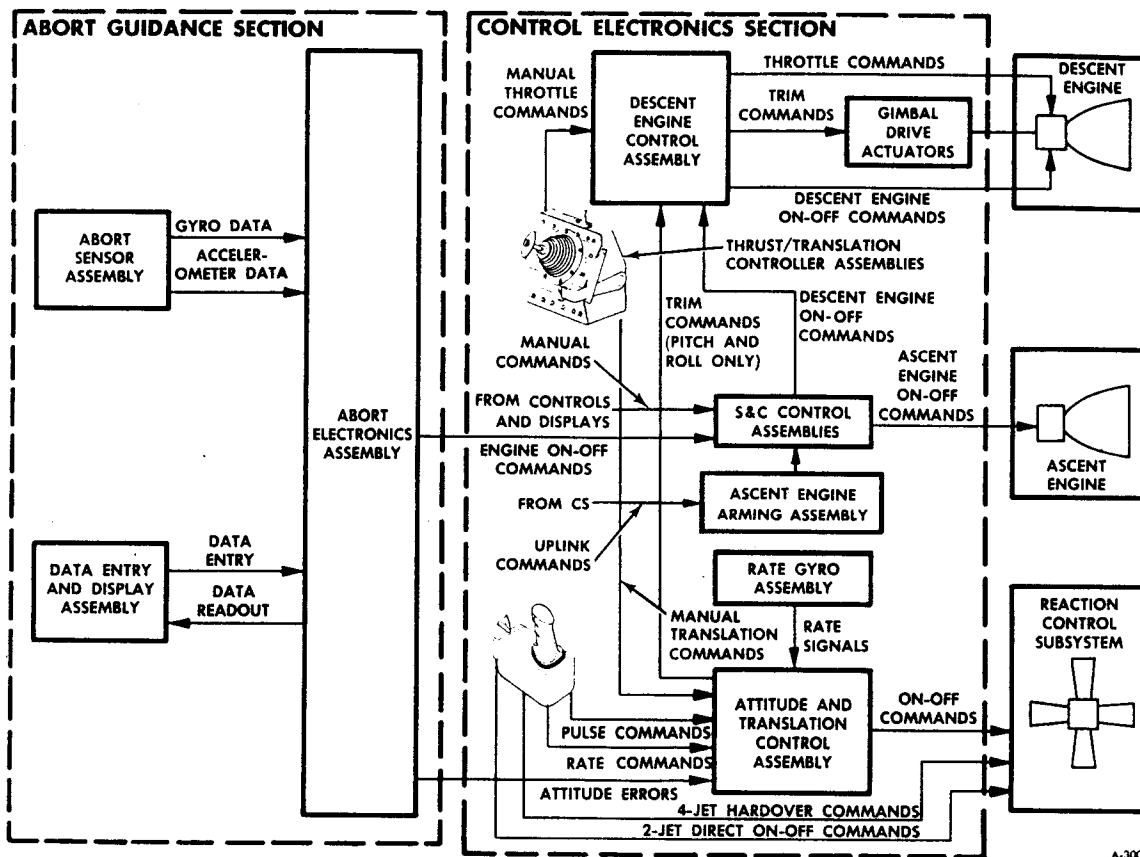 ABORT GUIDANCE SECTION
ABORT
SENSOR
ASSEMBLY
GYRO DATA
ACCELER-
OMETER DATA
ABORT
ELECTRONICS
ASSEMBLY
DATA ENTRY
AND DISPLAY
ASSEMBLY
DATA
ENTRY
DATA
READOUT
CONTROL ELECTRONICS SECTION
MANUAL
THROTTLE
COMMANDS
DESCENT
ENGINE
CONTROL
ASSEMBLY
THROTTLE COMMANDS
TRIM
COMMANDS
GIMBAL
DRIVE
ACTUATORS
DESCENT
ENGINE
DESCENT ENGINE
ON-OFF COMMANDS
THRUST/TRANSLATION
CONTROLLER ASSEMBLIES
TRIM
COMMANDS
(PITCH AND
ROLL ONLY)
DESCENT ENGINE
ON-OFF
COMMANDS
MANUAL
COMMANDS
FROM CONTROLS
AND DISPLAYS
ENGINE ON-OFF
COMMANDS
S&C CONTROL
ASSEMBLIES
ASCENT
ENGINE
ON-OFF
COMMANDS
ASCENT
ENGINE
FROM CS
UPLINK
COMMANDS
ASCENT ENGINE
ARMING ASSEMBLY
RATE GYRO
ASSEMBLY
MANUAL
TRANSLATION
COMMANDS
RATE
SIGNALS
REACTION
CONTROL
SUBSYSTEM
ATTITUDE AND
TRANSLATION
CONTROL
ASSEMBLY
ON-OFF
COMMANDS
PULSE COMMANDS
RATE COMMANDS
ATTITUDE ERRORS
4-JET HARDOVER COMMANDS
2-JET DIRECT ON-OFF COMMANDS